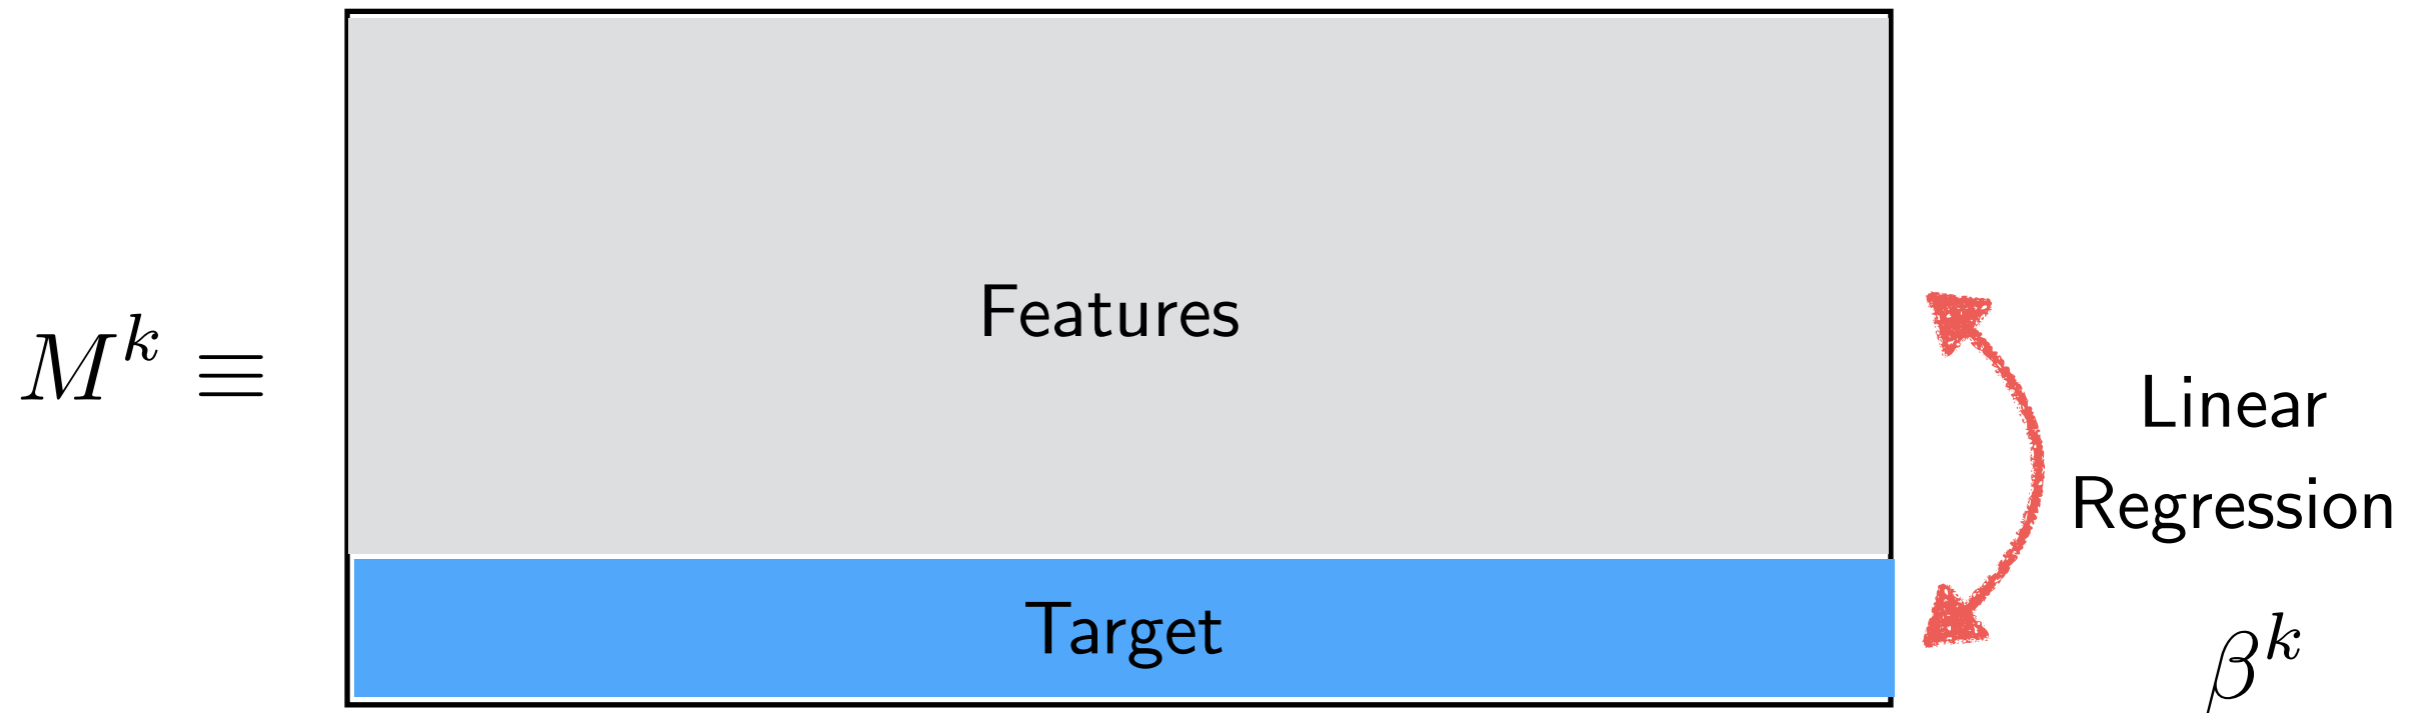 Features
M^k ≡
Linear
Regression
Target
β^k